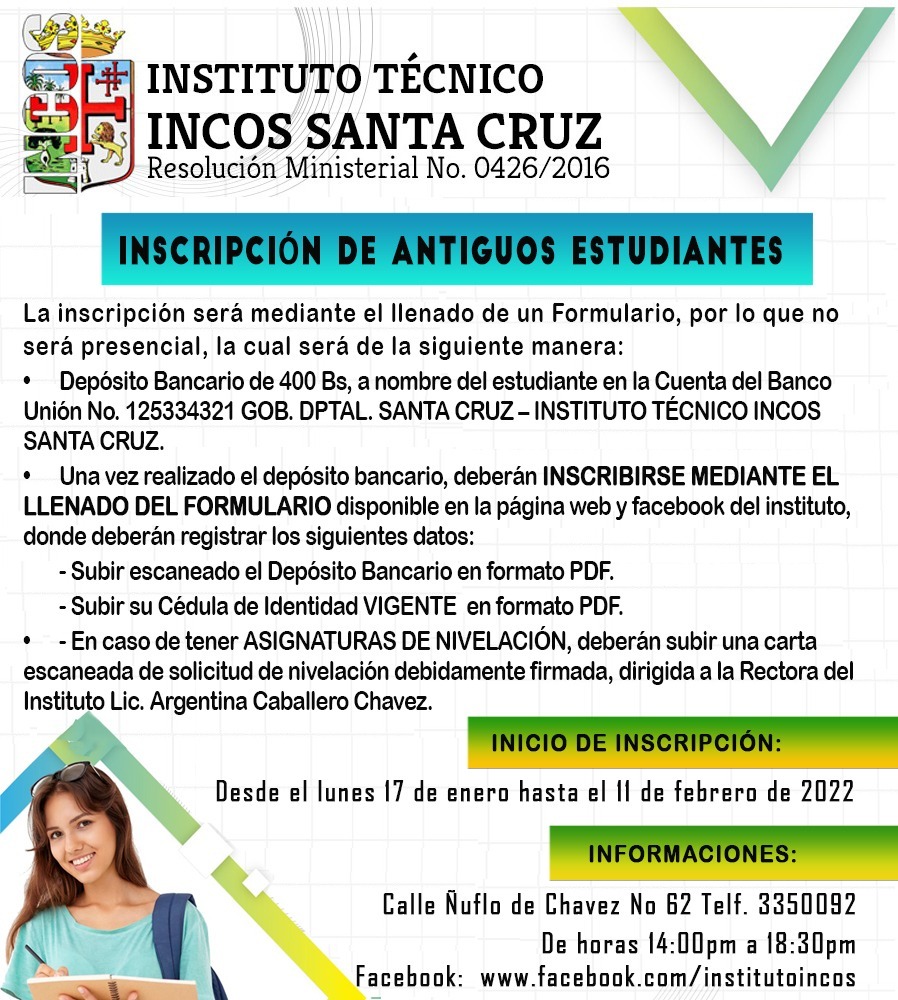 INCOS
INSTITUTO TÉCNICO
INCOS SANTA CRUZ
Resolución Ministerial No. 0426/2016
INSCRIPCIÓN DE ANTIGUOS ESTUDIANTES
La inscripción será mediante el llenado de un Formulario, por lo que no
será presencial, la cual será de la siguiente manera:
• Depósito Bancario de 400 Bs, a nombre del estudiante en la Cuenta del Banco
Unión No. 125334321 GOB. DPTAL. SANTA CRUZ – INSTITUTO TÉCNICO INCOS
SANTA CRUZ.
• Una vez realizado el depósito bancario, deberán INSCRIBIRSE MEDIANTE EL
LLENADO DEL FORMULARIO disponible en la página web y facebook del instituto,
donde deberán registrar los siguientes datos:
- Subir escaneado el Depósito Bancario en formato PDF.
- Subir su Cédula de Identidad VIGENTE en formato PDF.
• - En caso de tener ASIGNATURAS DE NIVELACIÓN, deberán subir una carta
escaneada de solicitud de nivelación debidamente firmada, dirigida a la Rectora del
Instituto Lic. Argentina Caballero Chavez.
INICIO DE INSCRIPCIÓN:
Desde el lunes 17 de enero hasta el 11 de febrero de 2022
INFORMACIONES:
Calle Ñuflo de Chavez No 62 Telf. 3350092
De horas 14:00pm a 18:30pm
Facebook: www.facebook.com/institutoincos